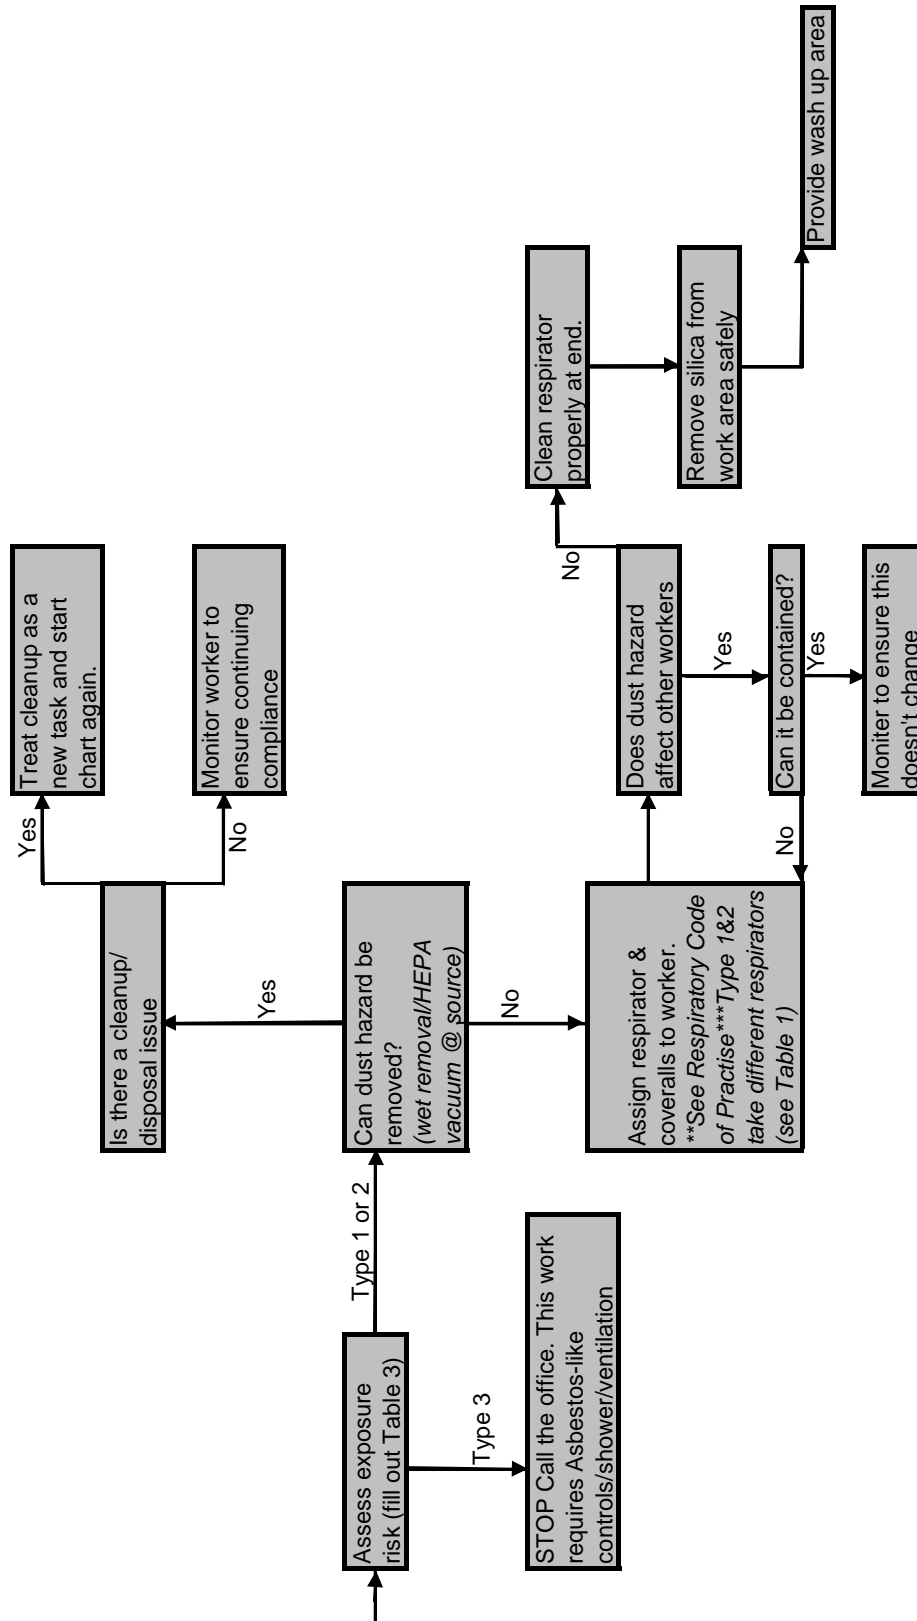 Assess exposure
risk (fill out Table 3)
Type 1 or 2
Type 3
STOP Call the office. This work
requires Asbestos-like
controls/shower/ventilation
Is there a cleanup/
disposal issue
Yes
Treat cleanup as a
new task and start
chart again.
No
Monitor worker to
ensure continuing
compliance
Yes
Can dust hazard be
removed?
(wet removal/HEPA
vacuum @ source)
No
Assign respirator &
coveralls to worker.
**See Respiratory Code
of Practise***Type 1&2
take different respirators
(see Table 1)
Does dust hazard
affect other workers
Yes
Can it be contained?
No
Yes
Moniter to ensure this
doesn't change
No
Clean respirator
properly at end.
Remove silica from
work area safely
Provide wash up area